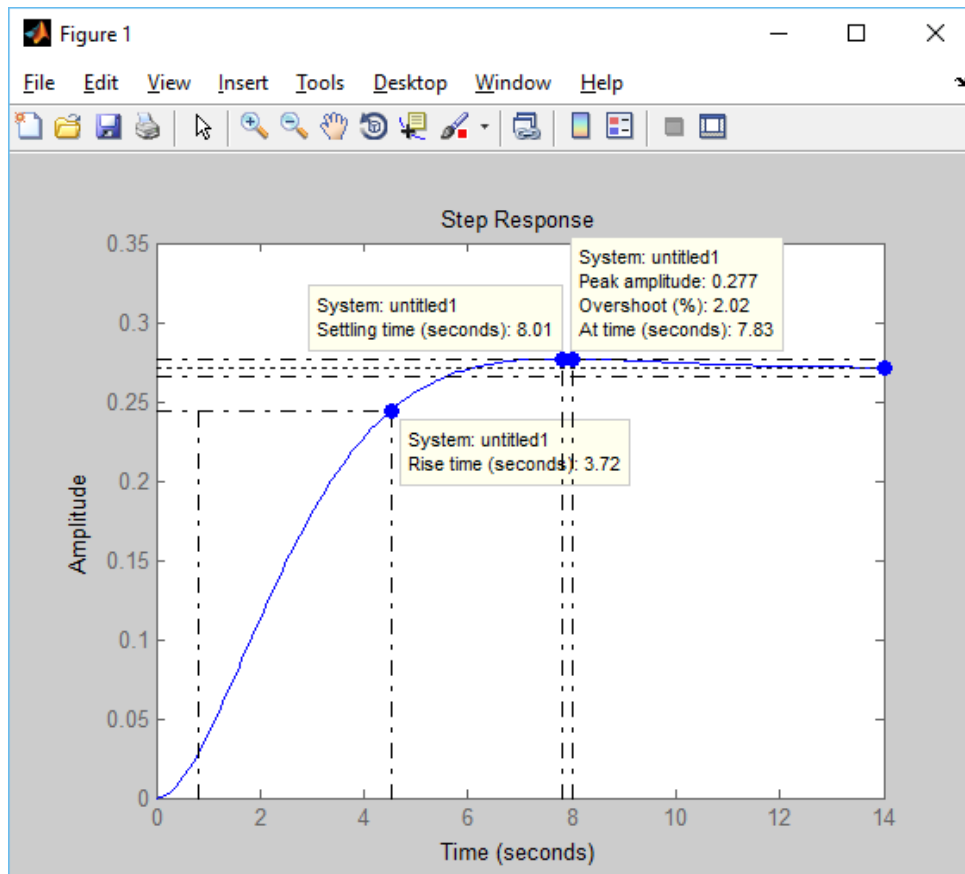 Figure 1
File Edit View Insert Tools Desktop Window Help
Step Response
System: untitled1
Peak amplitude: 0.277
Overshoot (%): 2.02
At time (seconds): 7.83
System: untitled1
Settling time (seconds): 8.01
System: untitled1
Rise time (seconds): 3.72
0.35
0.3
0.25
0.2
0.15
0.1
0.05
0
Amplitude
0 2 4 6 8 10 12 14
Time (seconds)